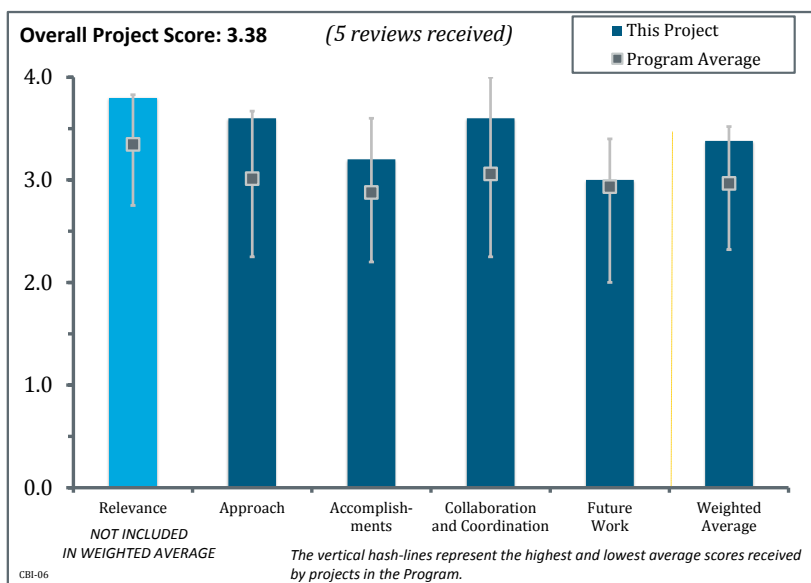 Overall Project Score: 3.38 (5 reviews received)
This Project
Program Average
4.0
3.0
2.0
1.0
0.0
Relevance
Approach
Accomplish-
ments
Collaboration
and Coordination
Future
Work
Weighted
Average
NOT INCLUDED
IN WEIGHTED AVERAGE
The vertical hash-lines represent the highest and lowest average scores received
by projects in the Program.
CBI-06